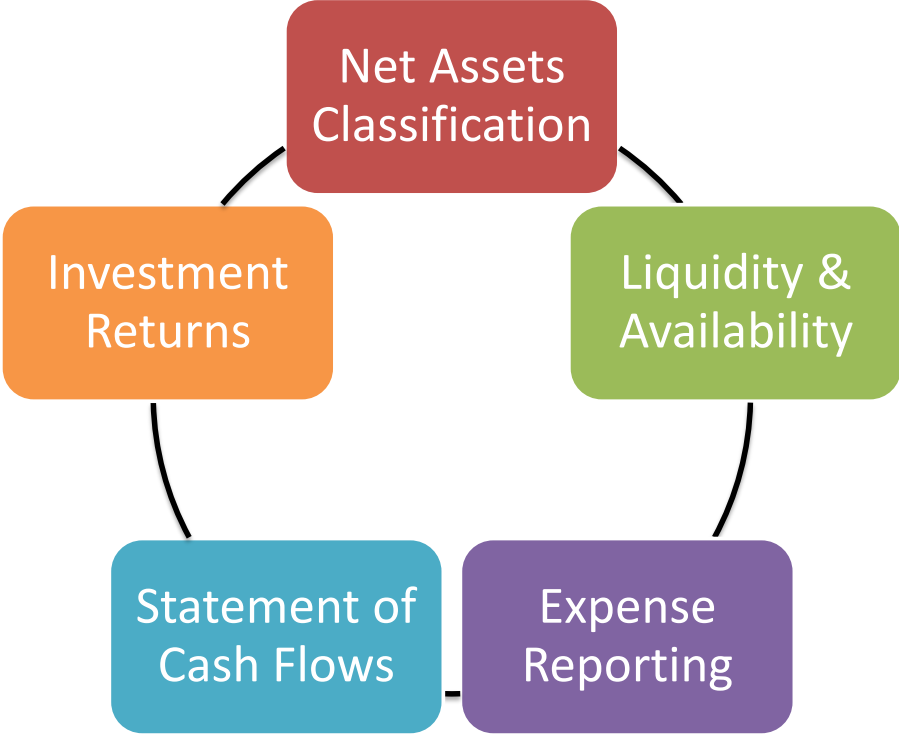 Net Assets
Classification
Liquidity &
Availability
Expense
Reporting
Statement of
Cash Flows
Investment
Returns